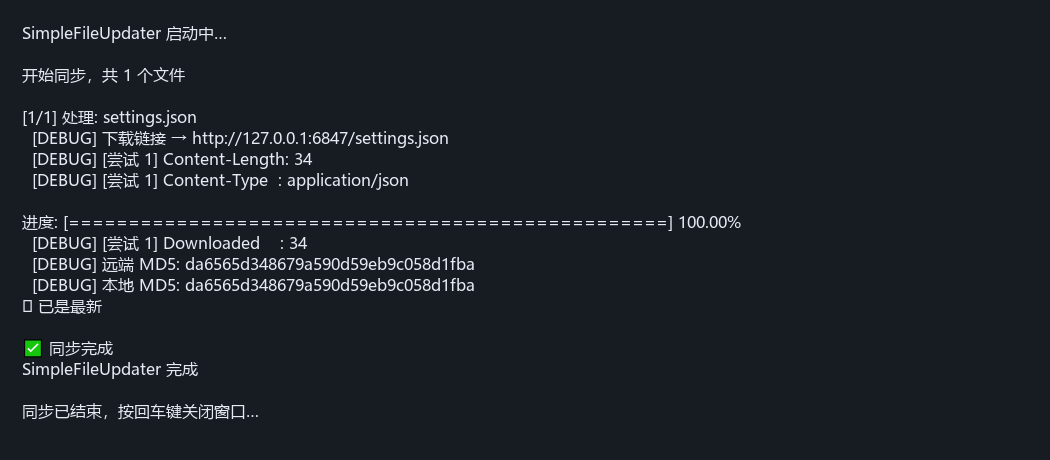 SimpleFileUpdater 启动中...
开始同步，共 1 个文件
[1/1] 处理: settings.json
[DEBUG] 下载链接 → http://127.0.0.1:6847/settings.json
[DEBUG] [尝试 1] Content-Length: 34
[DEBUG] [尝试 1] Content-Type  : application/json
进度: [==================================================] 100.00%
[DEBUG] [尝试 1] Downloaded    : 34
[DEBUG] 远端 MD5: da6565d348679a590d59eb9c058d1fba
[DEBUG] 本地 MD5: da6565d348679a590d59eb9c058d1fba
已是最新
✅ 同步完成
SimpleFileUpdater 完成
同步已结束，按回车键关闭窗口...